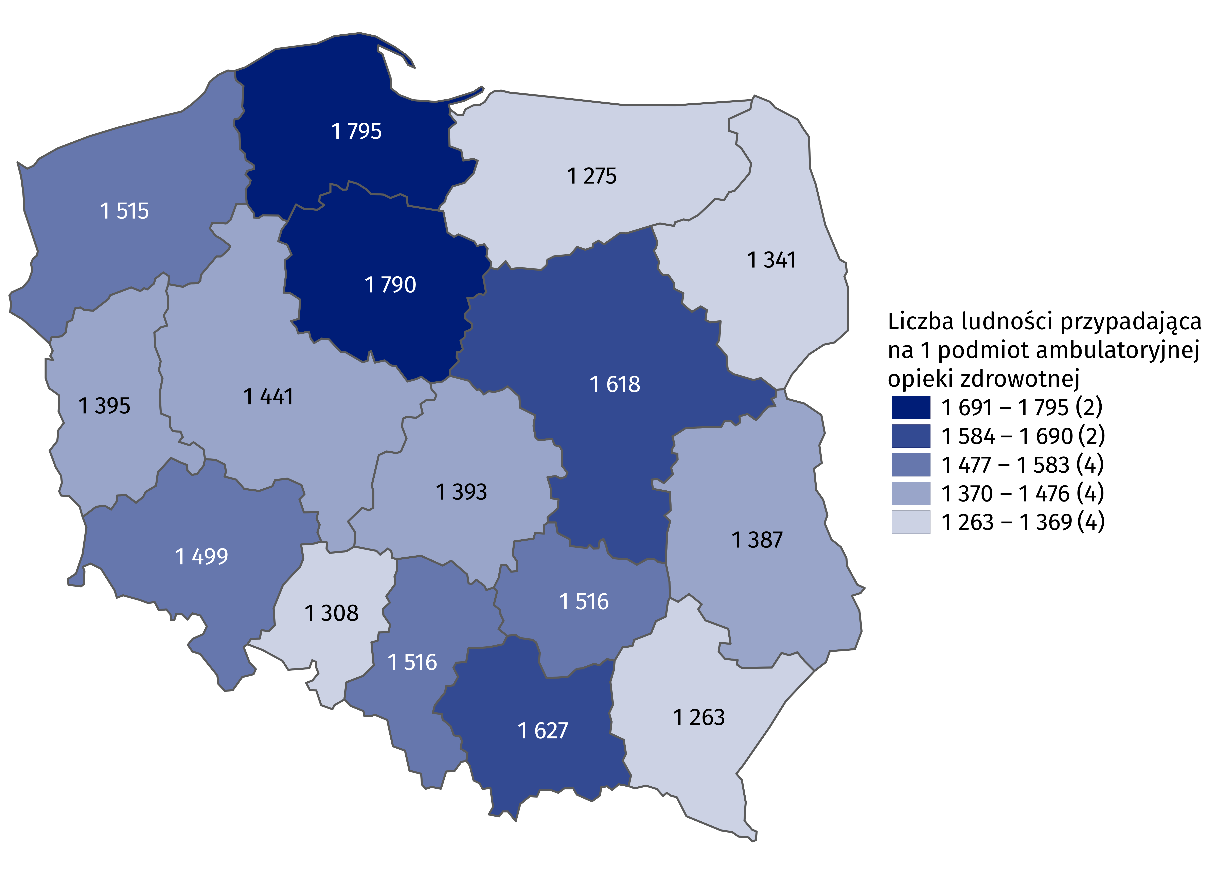 1 795
1 275
1 515
1 341
1 790
1 618
1 441
1 395
1 393
1 387
1 499
1 516
1 308
1 516
1 263
1 627
Liczba ludności przypadająca
na 1 podmiot ambulatoryjnej
opieki zdrowotnej
1 691 – 1 795 (2)
1 584 – 1 690 (2)
1 477 – 1 583 (4)
1 370 – 1 476 (4)
1 263 – 1 369 (4)